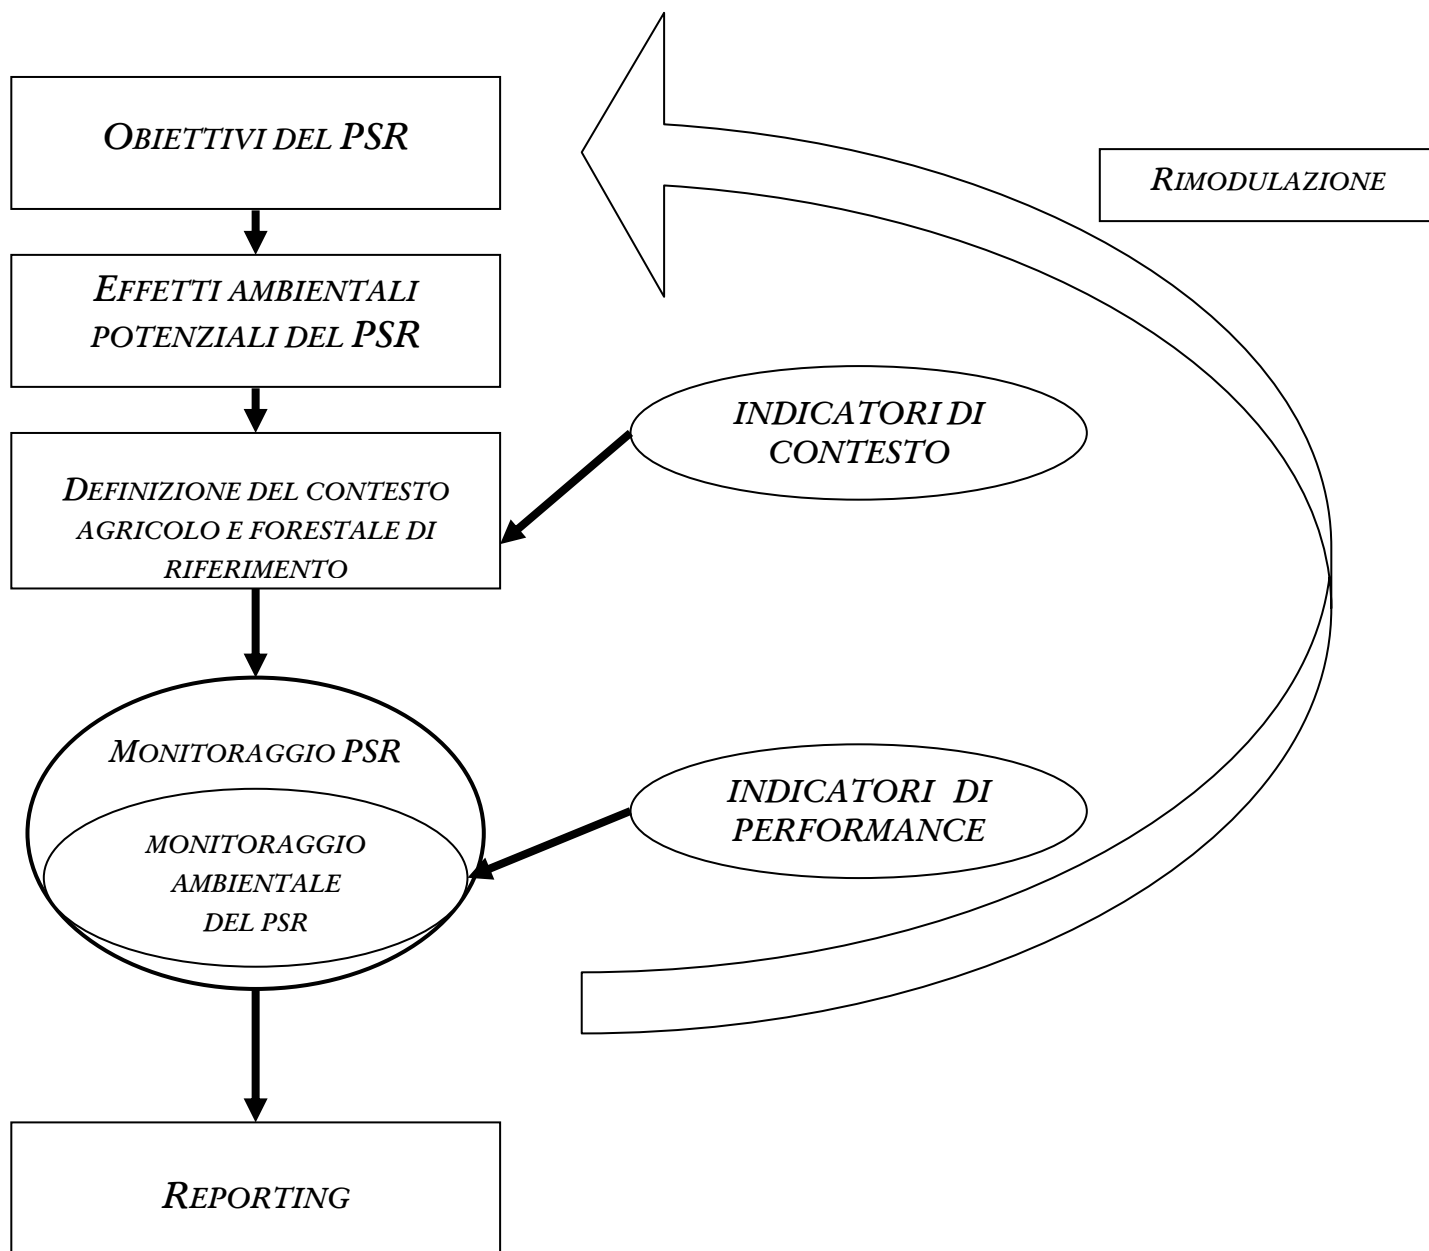 OBIETTIVI DEL PSR
RIMODULAZIONE
EFFETTI AMBIENTALI
POTENZIALI DEL PSR
INDICATORI DI
CONTESTO
DEFINIZIONE DEL CONTESTO
AGRICOLO E FORESTALE DI
RIFERIMENTO
MONITORAGGIO PSR
INDICATORI DI
PERFORMANCE
MONITORAGGIO
AMBIENTALE
DEL PSR
REPORTING